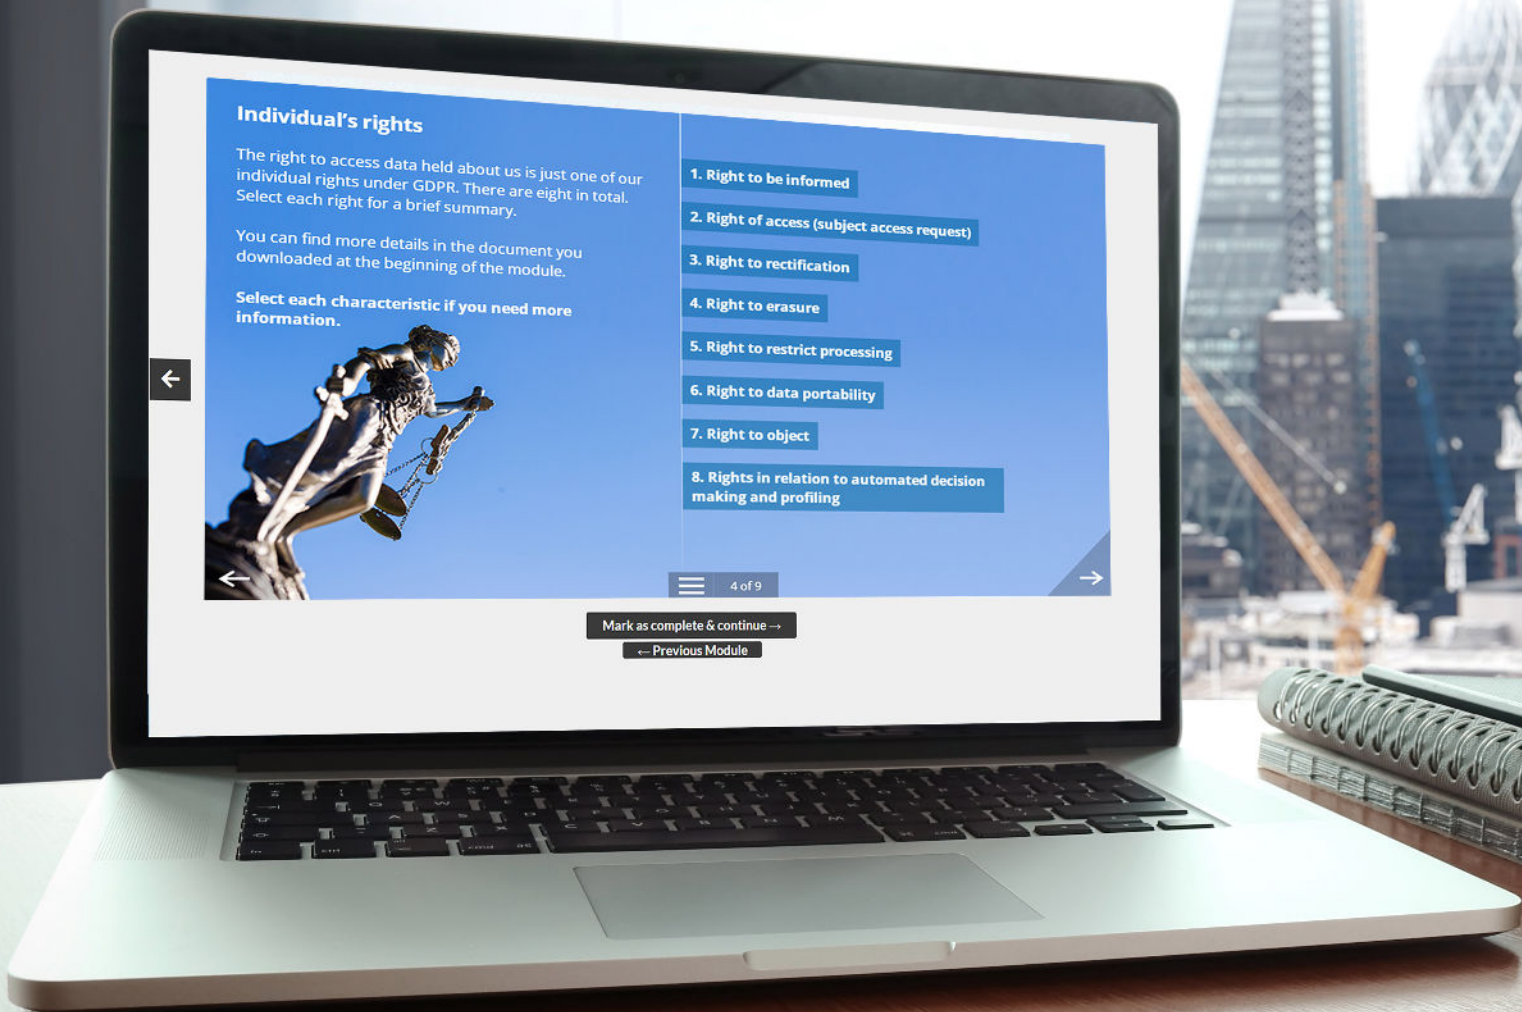 Individual's rights
The right to access data held about us is just one of our
individual rights under GDPR. There are eight in total.
Select each right for a brief summary.
You can find more details in the document you
downloaded at the beginning of the module.
Select each characteristic if you need more
information.
1. Right to be informed
2. Right of access (subject access request)
3. Right to rectification
4. Right to erasure
5. Right to restrict processing
6. Right to data portability
7. Right to object
8. Rights in relation to automated decision
making and profiling
4 of 9
Mark as complete & continue →
← Previous Module